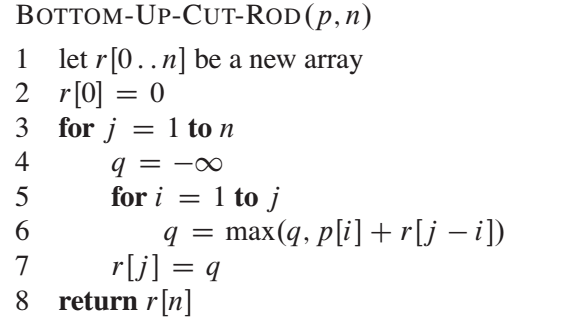 BOTTOM-UP-CUT-ROD(p, n)
1 let r[0..n] be a new array
2 r[0] = 0
3 for j = 1 to n
4 q = −∞
5 for i = 1 to j
6 q = max(q, p[i] + r[j − i])
7 r[j] = q
8 return r[n]